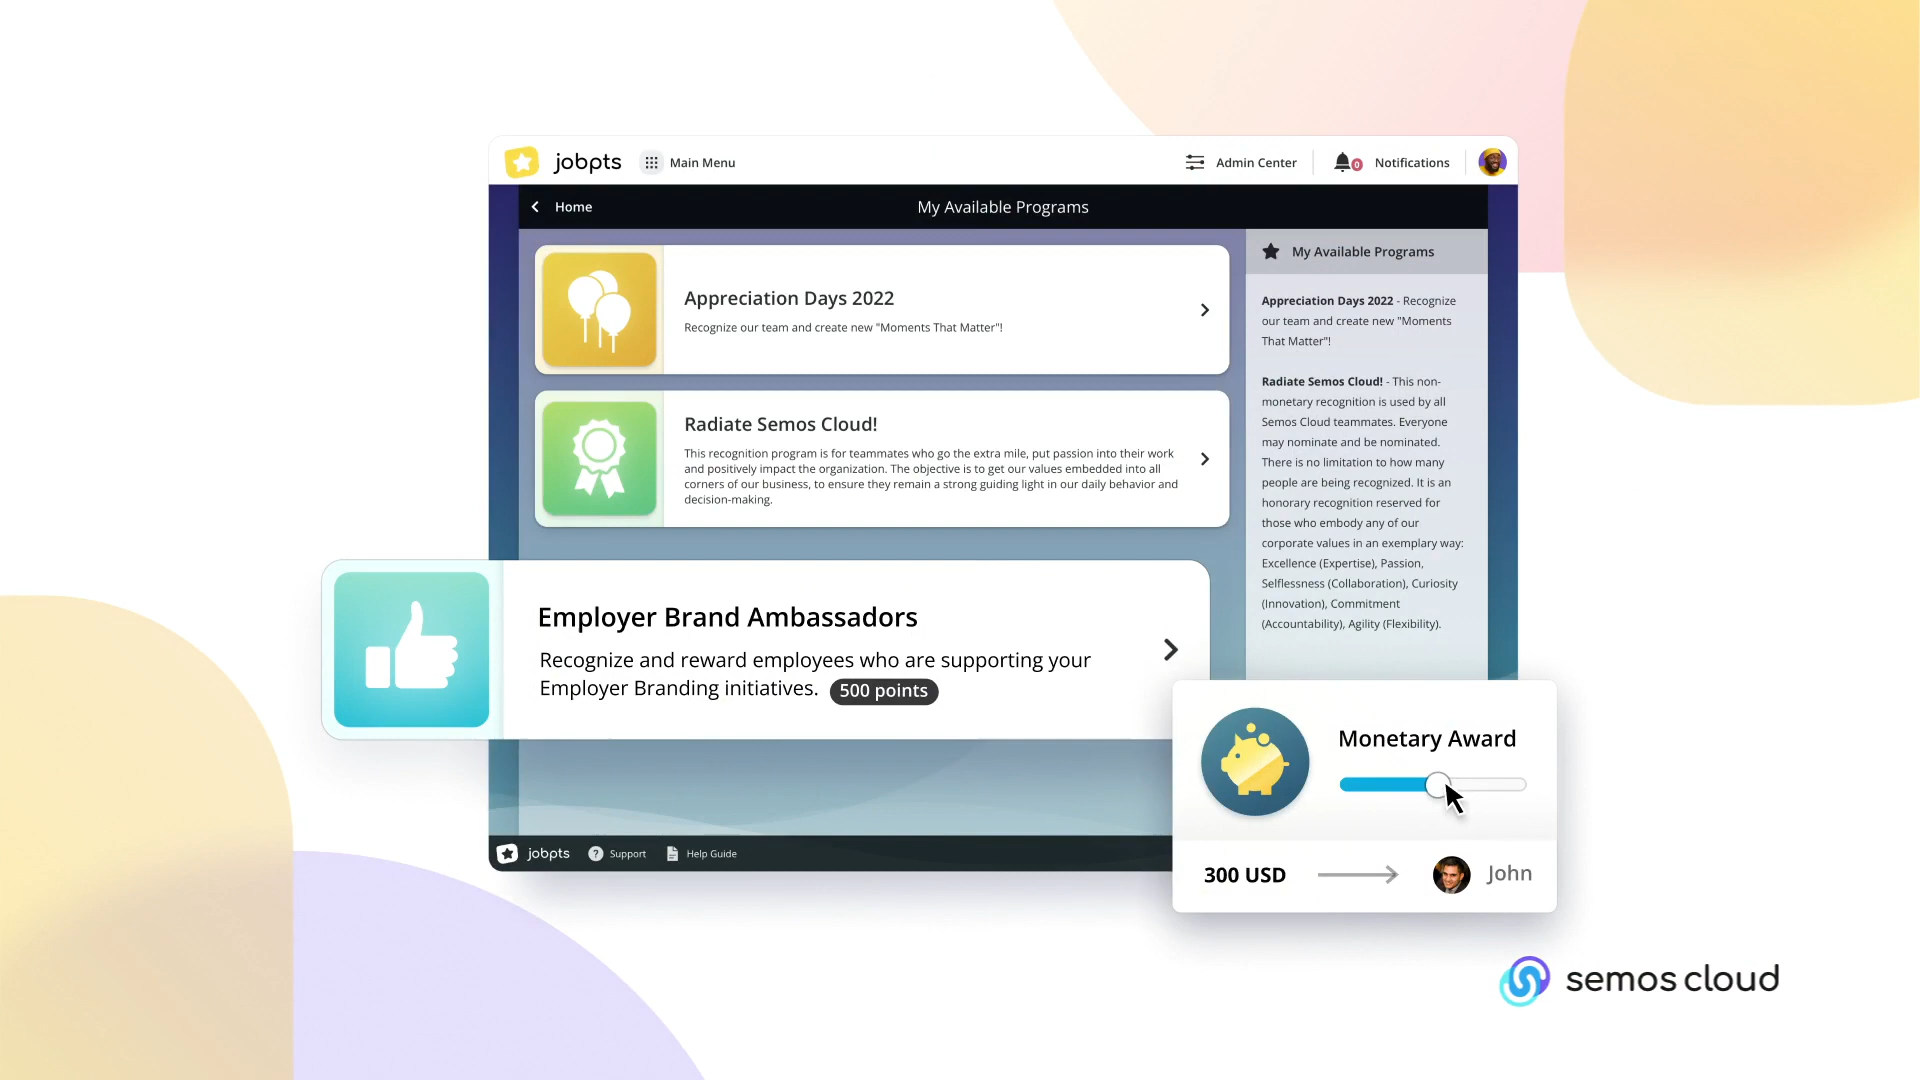 jobpts
Main Menu
Admin Center
0
Notifications
Home
My Available Programs
Appreciation Days 2022
Recognize our team and create new "Moments That Matter"!
Radiate Semos Cloud!
This recognition program is for teammates who go the extra mile, put passion into their work
and positively impact the organization. The objective is to get our values embedded into all
corners of our business, to ensure they remain a strong guiding light in our daily behavior and
decision-making.
My Available Programs
Appreciation Days 2022 - Recognize
our team and create new "Moments
That Matter"!
Radiate Semos Cloud! - This non-
monetary recognition is used by all
Semos Cloud teammates. Everyone
may nominate and be nominated.
There is no limitation to how many
people are being recognized. It is an
honorary recognition reserved for
those who embody any of our
corporate values in an exemplary way:
Excellence (Expertise), Passion,
Selflessness (Collaboration), Curiosity
(Innovation), Commitment
(Accountability), Agility (Flexibility).
Employer Brand Ambassadors
Recognize and reward employees who are supporting your
Employer Branding initiatives. 500 points
Monetary Award
300 USD
John
jobpts
? Support
Help Guide
semos cloud